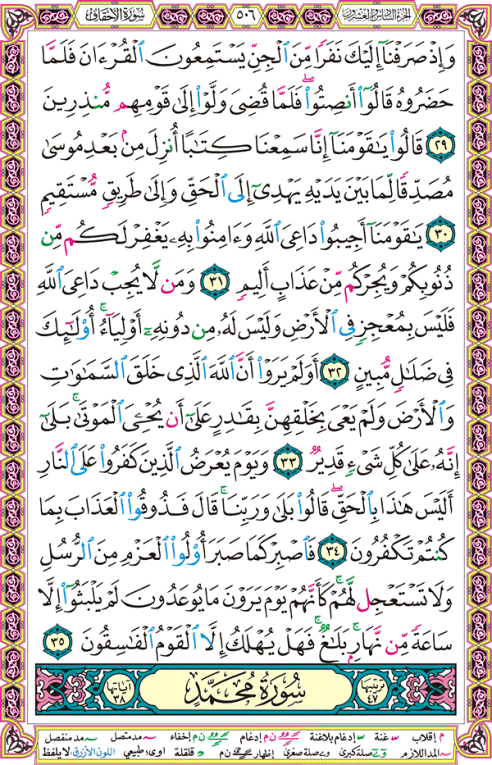 الجزء السادس والعشرون ٥٠٦ سورة الأحقاف
وَإِذْ صَرَفْنَآ إِلَيْكَ نَفَرًا مِّنَ ٱلْجِنِّ يَسْتَمِعُونَ ٱلْقُرْءَانَ فَلَمَّا
حَضَرُوهُ قَالُوٓا۟ أَنصِتُوا۟ ۖ فَلَمَّا قُضِىَ وَلَّوْا۟ إِلَىٰ قَوْمِهِم مُّنذِرِينَ
٢٩ قَالُوا۟ يَٰقَوْمَنَآ إِنَّا سَمِعْنَا كِتَٰبًا أُنزِلَ مِنۢ بَعْدِ مُوسَىٰ
مُصَدِّقًا لِّمَا بَيْنَ يَدَيْهِ يَهْدِىٓ إِلَى ٱلْحَقِّ وَإِلَىٰ طَرِيقٍ مُّسْتَقِيمٍ
٣٠ يَٰقَوْمَنَآ أَجِيبُوا۟ دَاعِىَ ٱللَّهِ وَءَامِنُوا۟ بِهِۦ يَغْفِرْ لَكُم مِّن
ذُنُوبِكُمْ وَيُجِرْكُم مِّنْ عَذَابٍ أَلِيمٍ ٣١ وَمَن لَّا يُجِبْ دَاعِىَ ٱللَّهِ
فَلَيْسَ بِمُعْجِزٍ فِى ٱلْأَرْضِ وَلَيْسَ لَهُۥ مِن دُونِهِۦٓ أَوْلِيَآءُ ۚ أُو۟لَٰٓئِكَ
فِى ضَلَٰلٍ مُّبِينٍ ٣٢ أَوَلَمْ يَرَوْا۟ أَنَّ ٱللَّهَ ٱلَّذِى خَلَقَ ٱلسَّمَٰوَٰتِ
وَٱلْأَرْضَ وَلَمْ يَعْىَ بِخَلْقِهِنَّ بِقَٰدِرٍ عَلَىٰٓ أَن يُحْـِۧىَ ٱلْمَوْتَىٰ ۚ بَلَىٰٓ
إِنَّهُۥ عَلَىٰ كُلِّ شَىْءٍ قَدِيرٌ ٣٣ وَيَوْمَ يُعْرَضُ ٱلَّذِينَ كَفَرُوا۟ عَلَى ٱلنَّارِ
أَلَيْسَ هَٰذَا بِٱلْحَقِّ ۖ قَالُوا۟ بَلَىٰ وَرَبِّنَا ۚ قَالَ فَذُوقُوا۟ ٱلْعَذَابَ بِمَا
كُنتُمْ تَكْفُرُونَ ٣٤ فَٱصْبِرْ كَمَا صَبَرَ أُو۟لُوا۟ ٱلْعَزْمِ مِنَ ٱلرُّسُلِ
وَلَا تَسْتَعْجِل لَّهُمْ ۚ كَأَنَّهُمْ يَوْمَ يَرَوْنَ مَا يُوعَدُونَ لَمْ يَلْبَثُوٓا۟ إِلَّا
سَاعَةً مِّن نَّهَارٍۭ ۚ بَلَٰغٌ ۚ فَهَلْ يُهْلَكُ إِلَّا ٱلْقَوْمُ ٱلْفَٰسِقُونَ ٣٥
ترتيبها ٤٧ سُورَةُ مُحَمَّدٍ آياتها ٣٨
م إقلاب غنة إدغام بلاغنة ن م إدغام ن م إخفاء مد متصل مد منفصل
المد اللازم صلة كبرى وصلة صغرى إظهار ن م قلقلة اوى: طبيعي اللون الأزرق: لا يلفظ